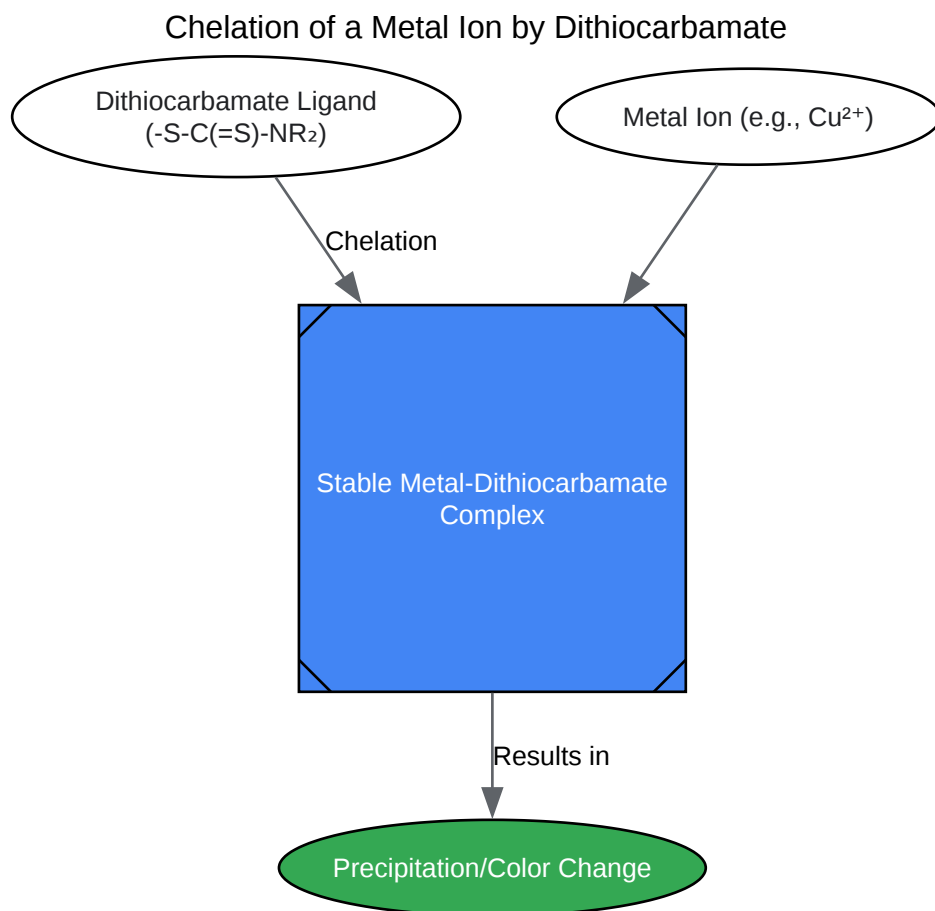 Chelation of a Metal Ion by Dithiocarbamate
Dithiocarbamate Ligand
(-S-C(=S)-NR₂)
Metal Ion (e.g., Cu²⁺)
Chelation
Stable Metal-Dithiocarbamate
Complex
Results in
Precipitation/Color Change